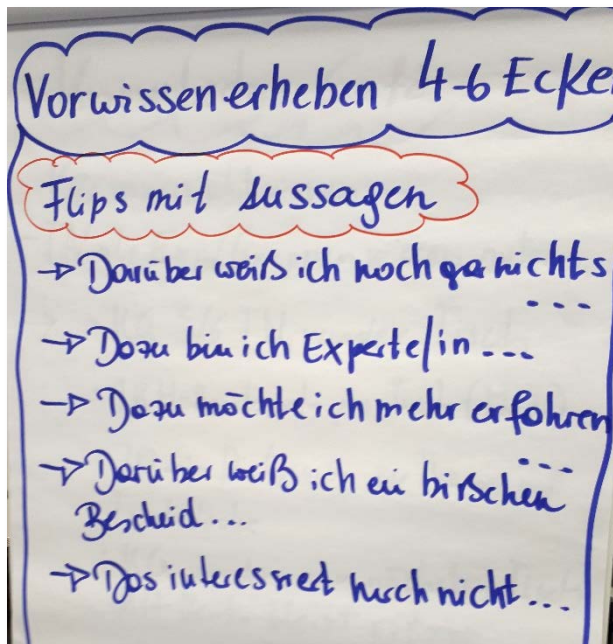 Vorwissen erheben 4-6 Ecke
Flips mit Aussagen
→ Darüber weiß ich noch gar nichts
...
→ Dazu bin ich Experte/in ...
→ Dazu möchte ich mehr erfahren
...
→ Darüber weiß ich ein bißchen
Bescheid...
→ Das interessiert mich nicht...